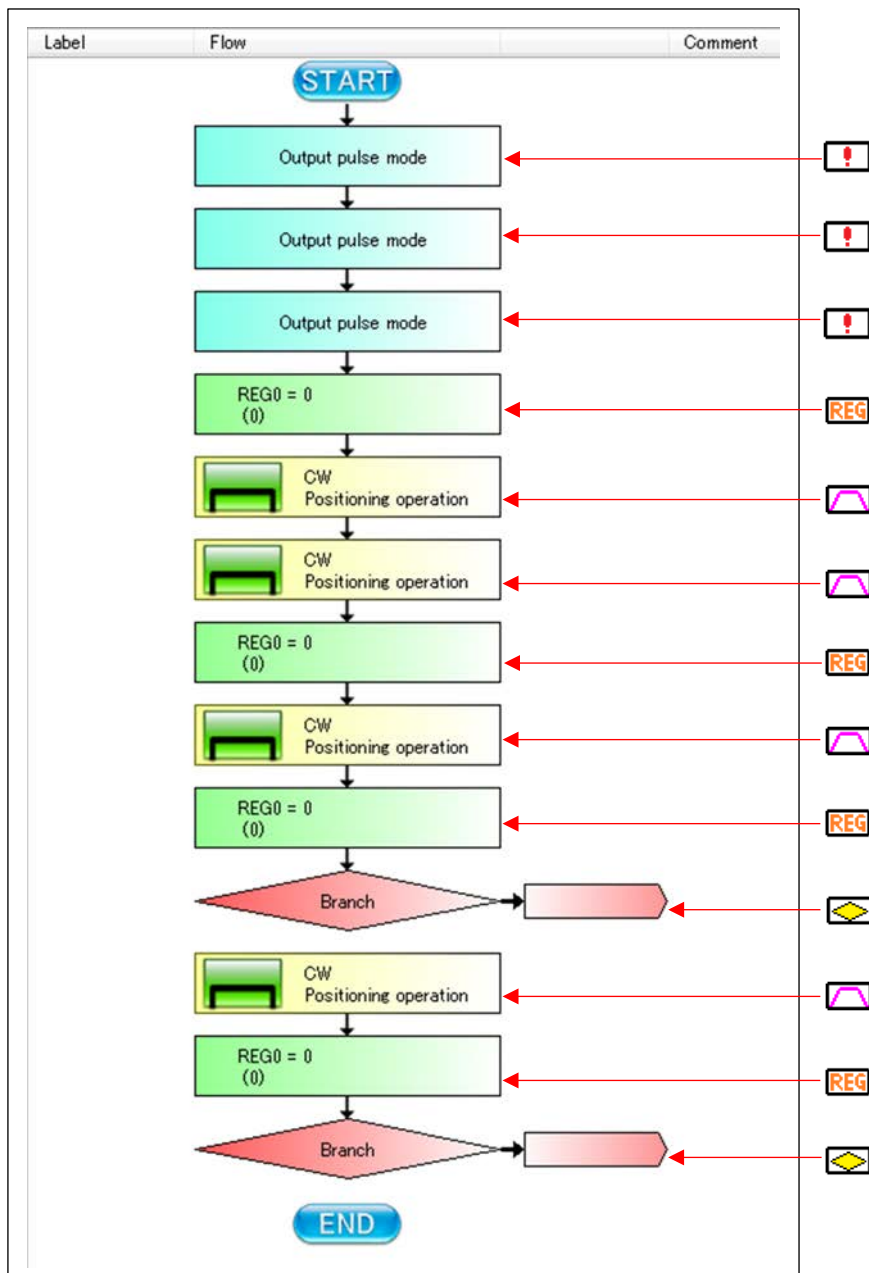 Label Flow Comment
START
Output pulse mode
Output pulse mode
Output pulse mode
REG0 = 0
(0)
REG
CW
Positioning operation
CW
Positioning operation
REG0 = 0
(0)
REG
CW
Positioning operation
REG0 = 0
(0)
REG
Branch
CW
Positioning operation
REG0 = 0
(0)
REG
Branch
END